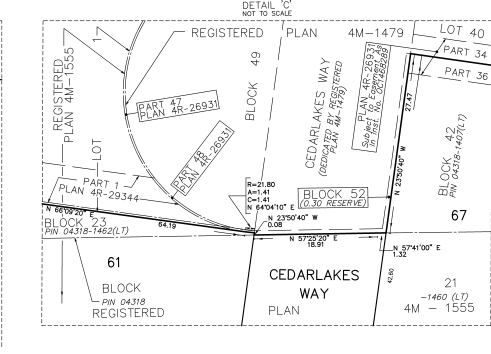 DETAIL 'C'
NOT TO SCALE
REGISTERED PLAN 4M-1479
LOT 40
PART 34
PART 36
REGISTERED
PLAN 4M-1555
LOT 1
BLOCK 49
CEDARLAKES WAY
(DEDICATED BY REGISTERED
PLAN 4M-1479)
PLAN 4R-26931
Subject to Easement As
in Inst. No.
27.47
N 23°50'40" W
BLOCK 42
PIN 04318-1407(LT)
PART 47
PLAN 4R-26931
PART 48
PLAN 4R-26931
PART 1
PLAN 4R-29344
R=21.80
A=1.41
C=1.41
N 64°04'10" E
BLOCK 52
(0.30 RESERVE)
N 66°09'20" E
64.19
BLOCK 23
PIN 04318-1462(LT)
N 23°50'40" W
0.08
N 57°25'20" E
18.91
N 57°41'00" E
1.32
67
61
BLOCK
PIN 04318
REGISTERED
CEDARLAKES
WAY
PLAN
42.60
21
-1460 (LT)
4M - 1555